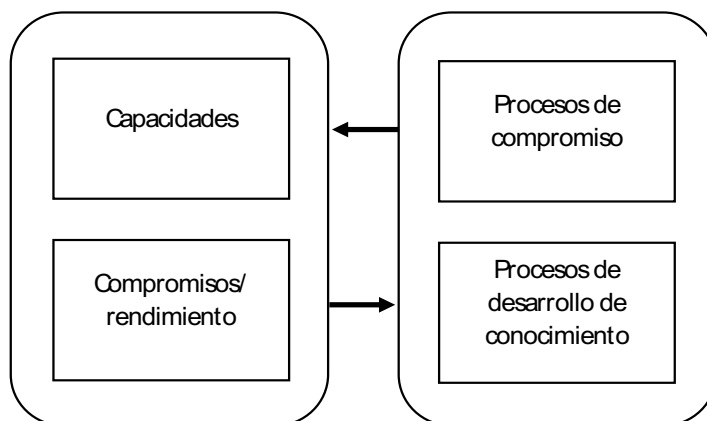 Capacidades
Compromisos/
rendimiento
Procesos de
compromiso
Procesos de
desarrollo de
conocimiento